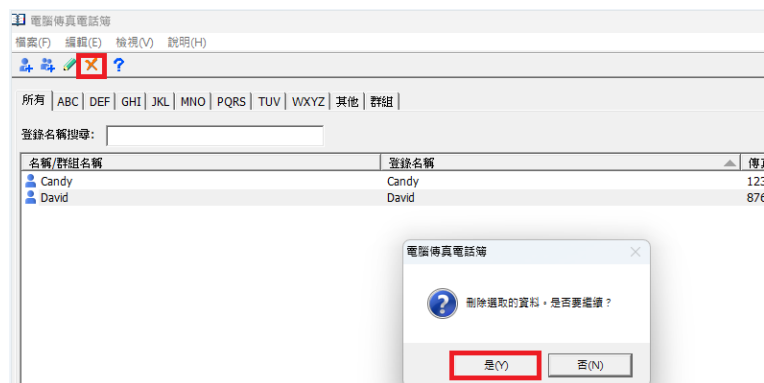 電腦傳真電話簿
檔案(F) 編輯(E) 檢視(V) 說明(H)
所有 ABC DEF GHI JKL MNO PQRS TUV WXYZ 其他 群組
登錄名稱搜尋:
名稱/群組名稱 登錄名稱
Candy Candy 123
David David 876
電腦傳真電話簿
刪除選取的資料。是否要繼續?
是(Y) 否(N)